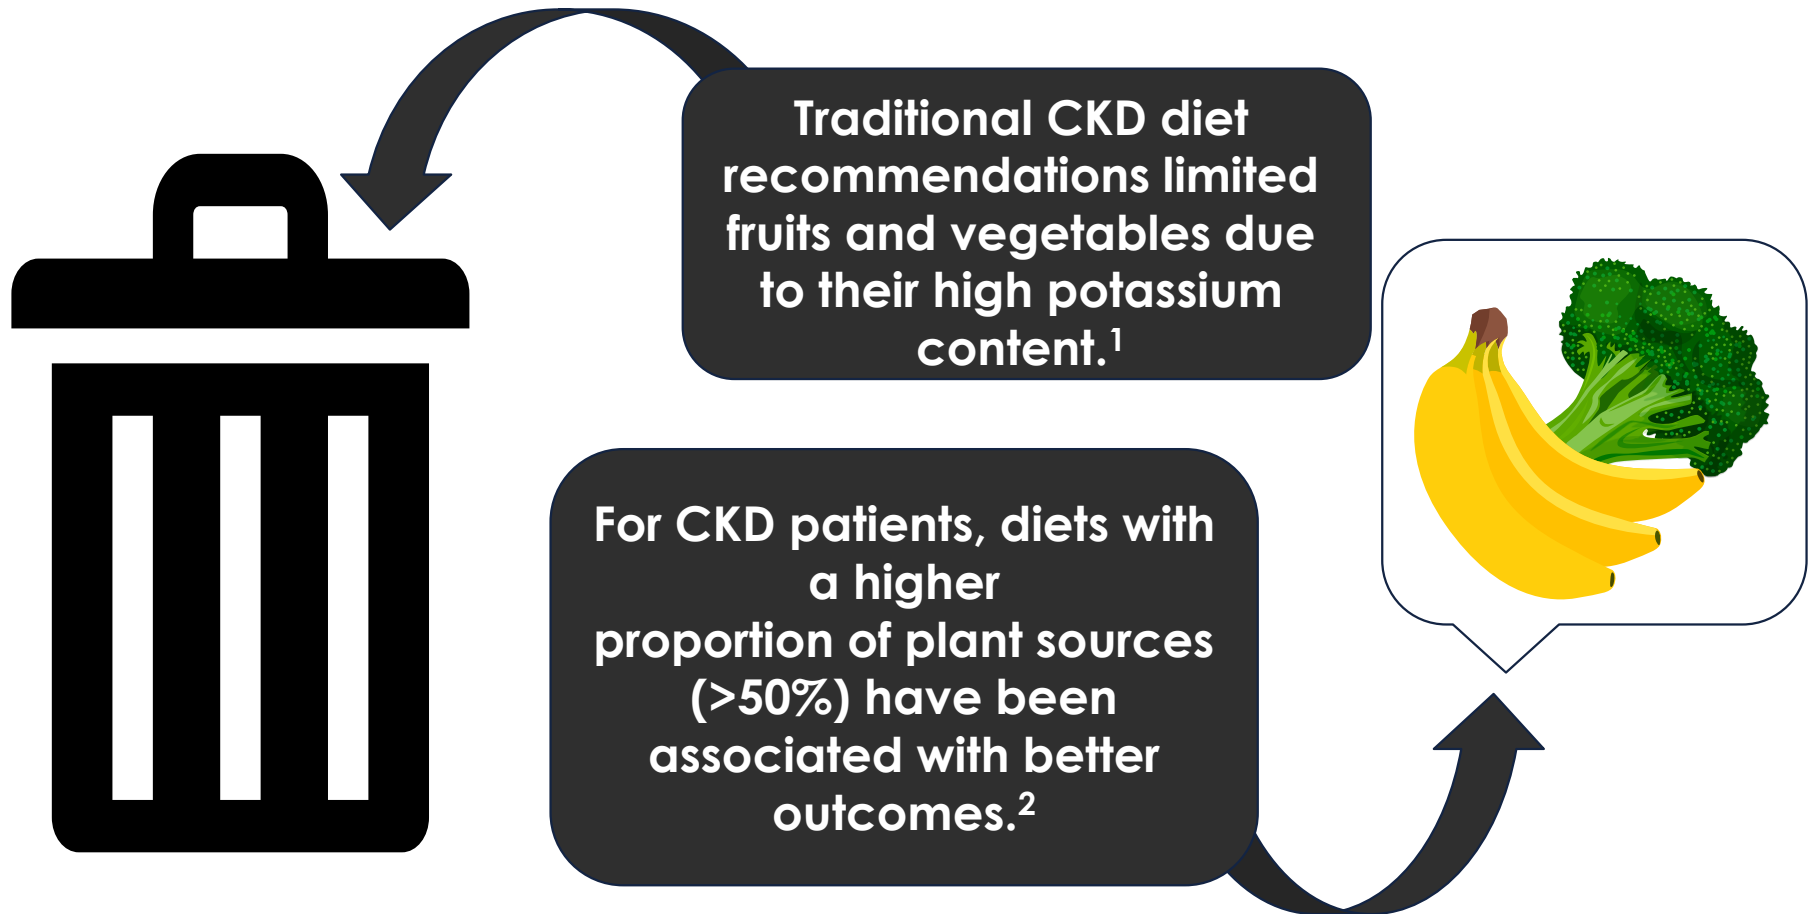 Traditional CKD diet
recommendations limited
fruits and vegetables due
to their high potassium
content.¹
For CKD patients, diets with
a higher
proportion of plant sources
(>50%) have been
associated with better
outcomes.²